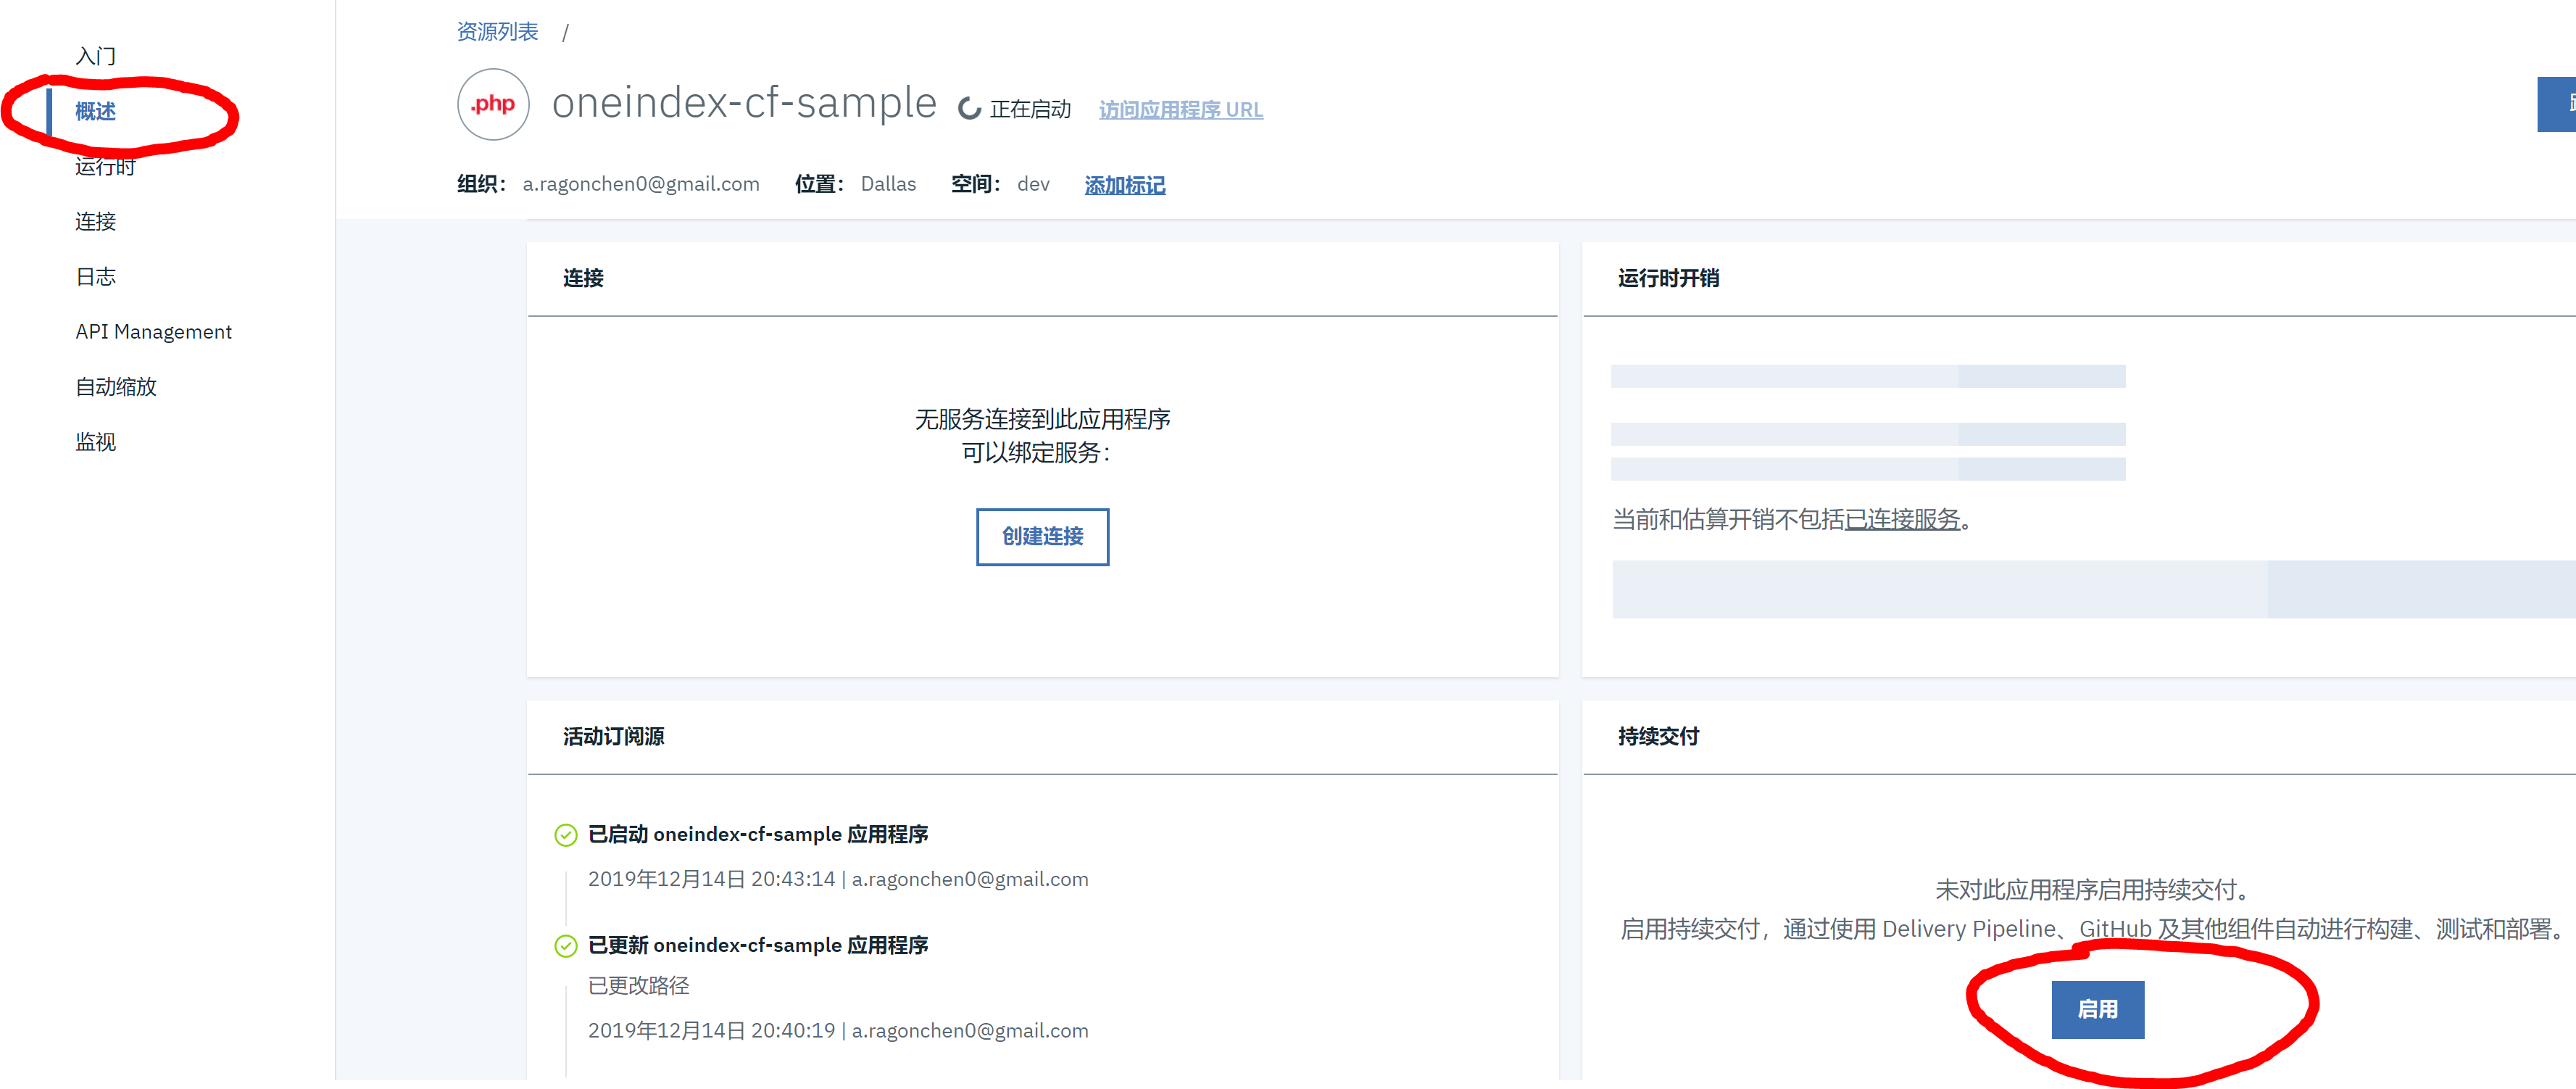 入门
概述
运行时
连接
日志
API Management
自动缩放
监视
资源列表 /
.php oneindex-cf-sample 正在启动 访问应用程序 URL
组织： a.ragonchen0@gmail.com 位置： Dallas 空间： dev 添加标记
连接
无服务连接到此应用程序
可以绑定服务：
创建连接
运行时开销
当前和估算开销不包括已连接服务。
活动订阅源
已启动 oneindex-cf-sample 应用程序
2019年12月14日 20:43:14 | a.ragonchen0@gmail.com
已更新 oneindex-cf-sample 应用程序
已更改路径
2019年12月14日 20:40:19 | a.ragonchen0@gmail.com
持续交付
未对此应用程序启用持续交付。
启用持续交付，通过使用 Delivery Pipeline、GitHub 及其他组件自动进行构建、测试和部署。
启用